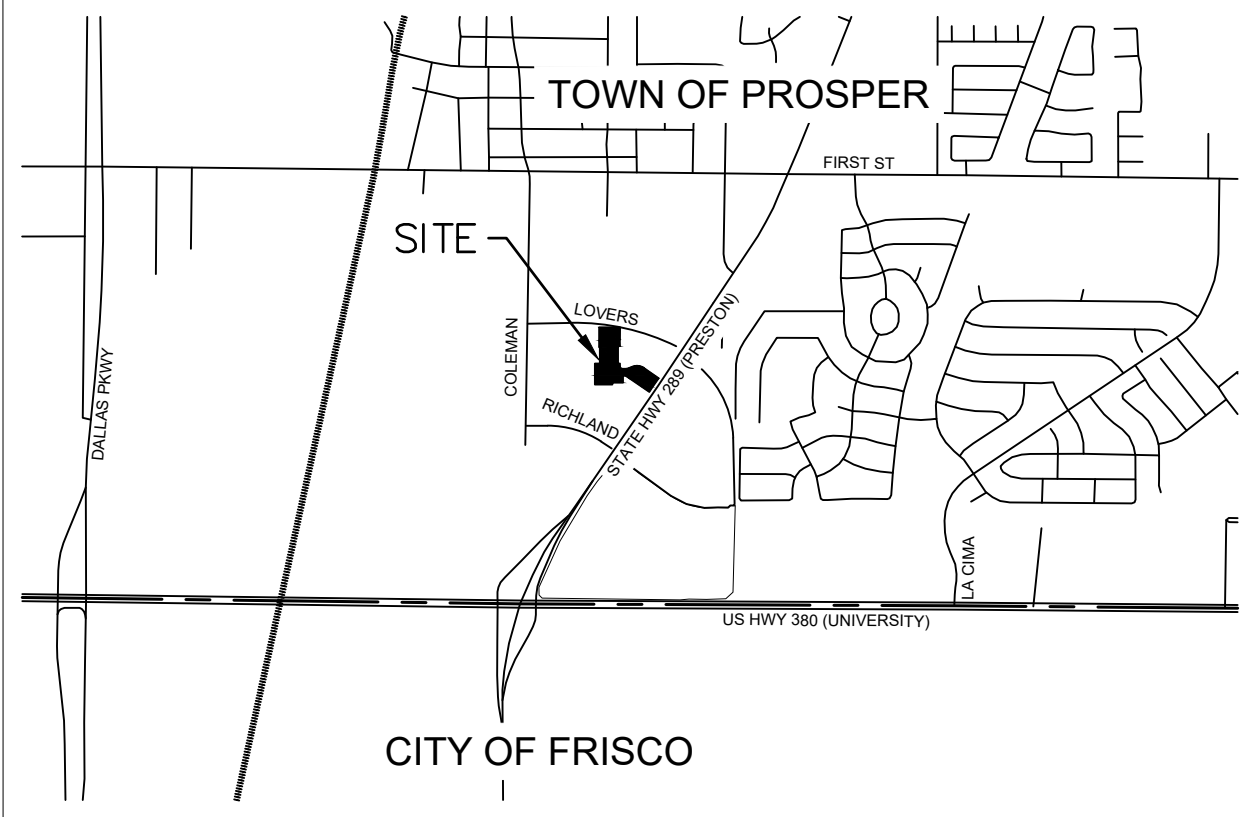 TOWN OF PROSPER
FIRST ST
SITE
LOVERS
COLEMAN
STATE HWY 289 (PRESTON)
DALLAS PKWY
RICHLAND
LA CIMA
US HWY 380 (UNIVERSITY)
CITY OF FRISCO